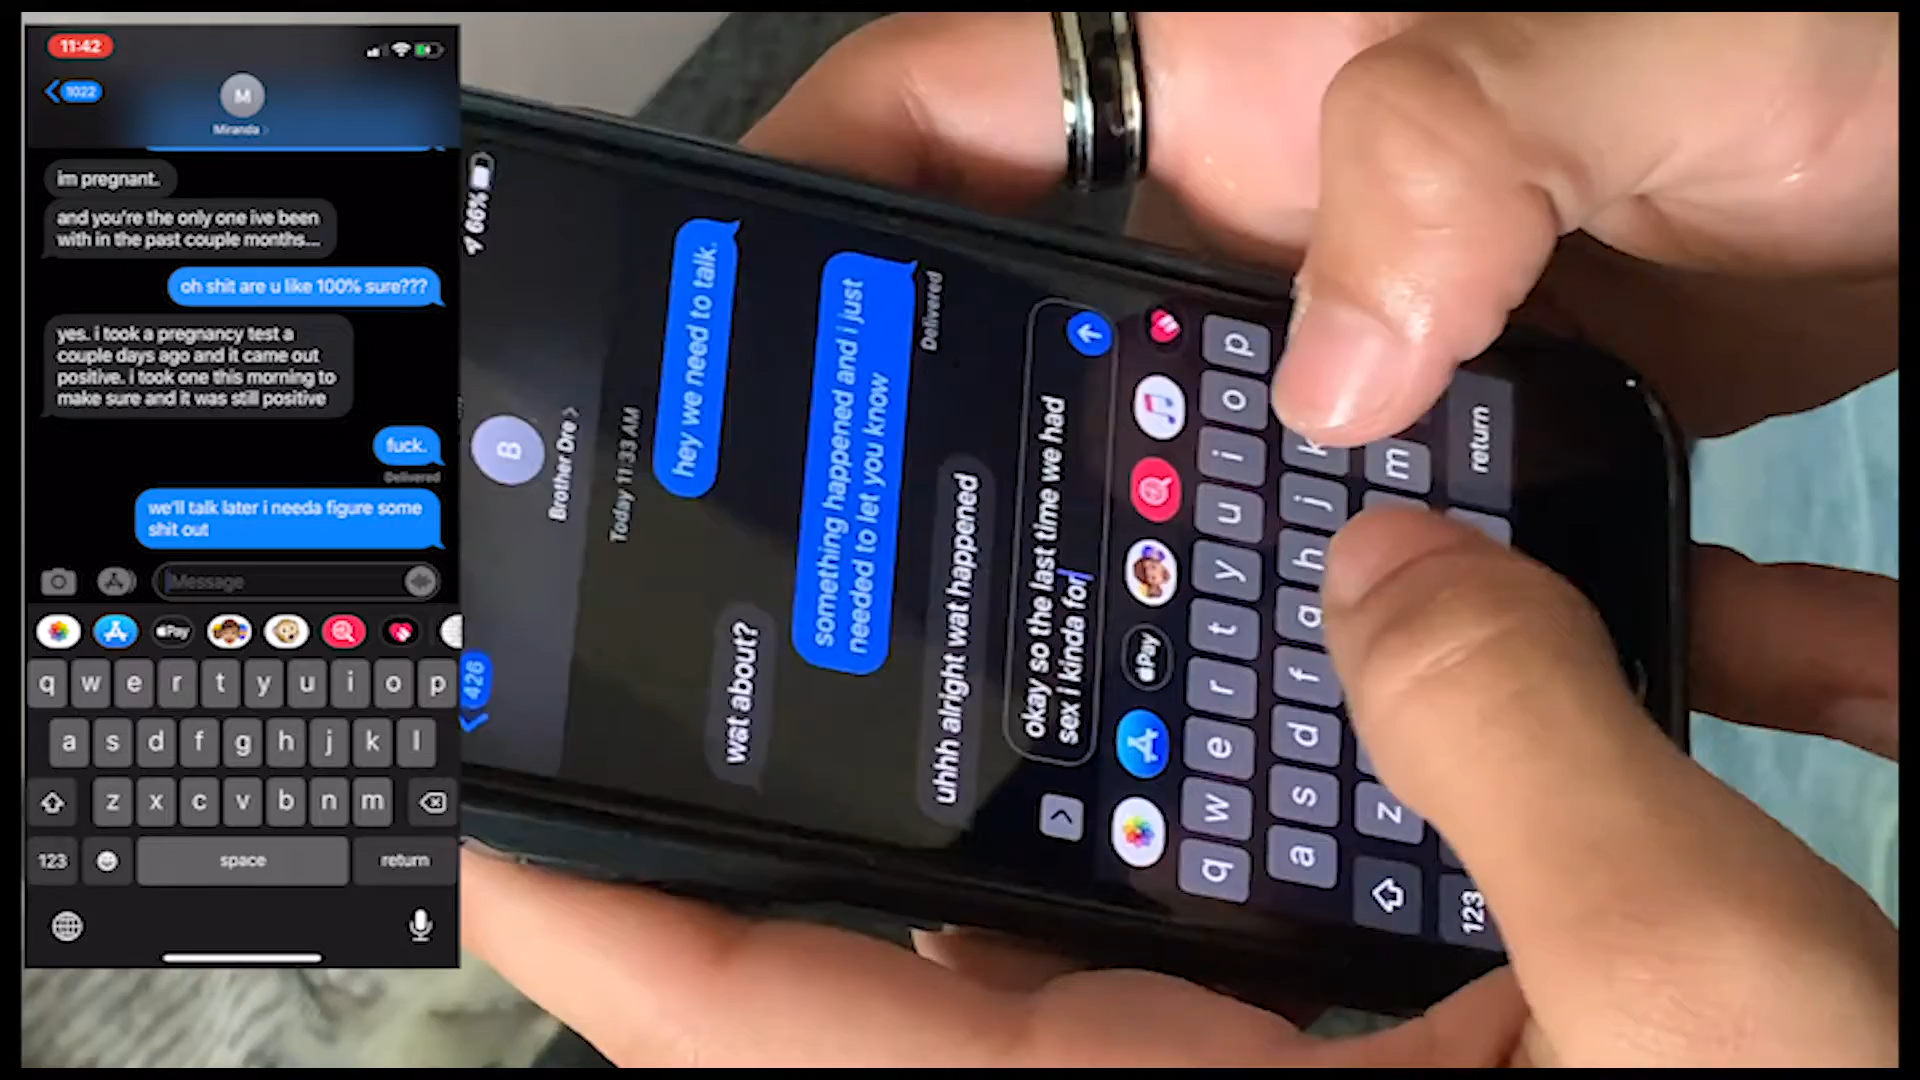 11:42
1022
M
Miranda
im pregnant.
and you're the only one ive been
with in the past couple months....
oh shit are u like 100% sure???
yes. i took a pregnancy test a
couple days ago and it came out
positive. i took one this morning to
make sure and it was still positive
fuck.
Delivered
we'll talk later i needa figure some
shit out
Message
Pay
q w e r t y u i o p
a s d f g h j k l
z x c v b n m
123
space
return
66%
426
B
Brother Dre >
Today 11:33 AM
hey we need to talk.
wat about?
something happened and i just
needed to let you know
Delivered
uhhh alright wat happened
okay so the last time we had
sex i kinda for
Pay
q w e r t y u i o p
a s d f g h j k
z m
123
return